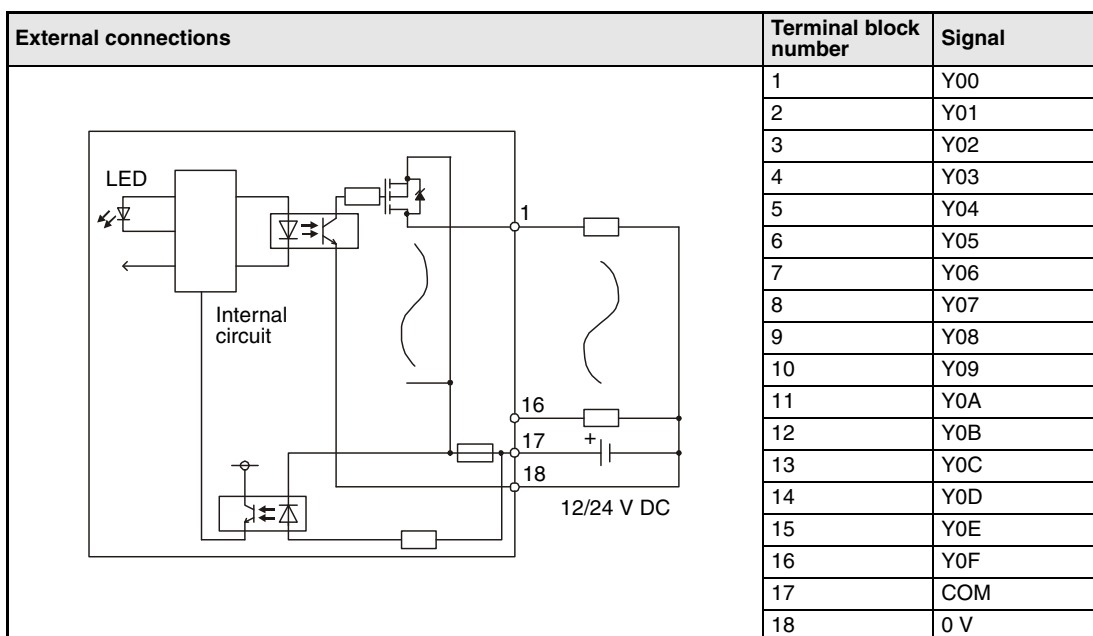 External connections
Terminal block number
Signal
LED
Internal
circuit
1
16
+
17
18
12/24 V DC
1 Y00
2 Y01
3 Y02
4 Y03
5 Y04
6 Y05
7 Y06
8 Y07
9 Y08
10 Y09
11 Y0A
12 Y0B
13 Y0C
14 Y0D
15 Y0E
16 Y0F
17 COM
18 0 V